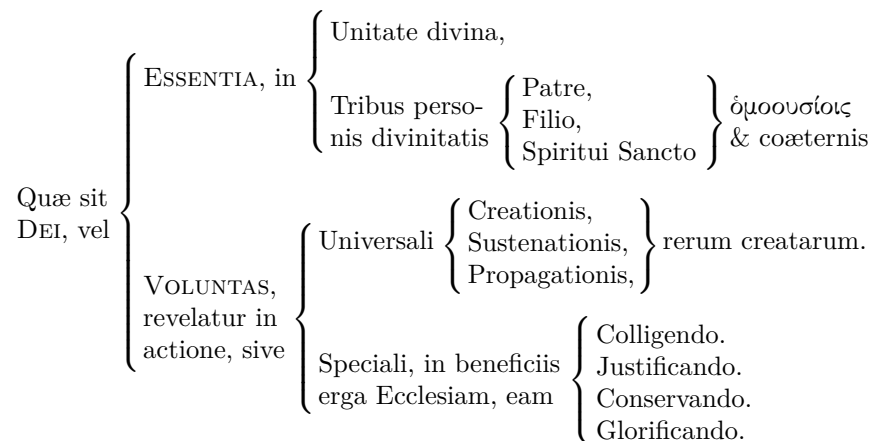 Quæ sit
DEI, vel
ESSENTIA, in
Unitate divina,
Tribus perso-
nis divinitatis
Patre,
Filio,
Spiritui Sancto
ὁμοουσίοις
& coæternis
VOLUNTAS,
revelatur in
actione, sive
Universali
Creationis,
Sustenationis,
Propagationis,
rerum creatarum.
Speciali, in beneficiis
erga Ecclesiam, eam
Colligendo.
Justificando.
Conservando.
Glorificando.